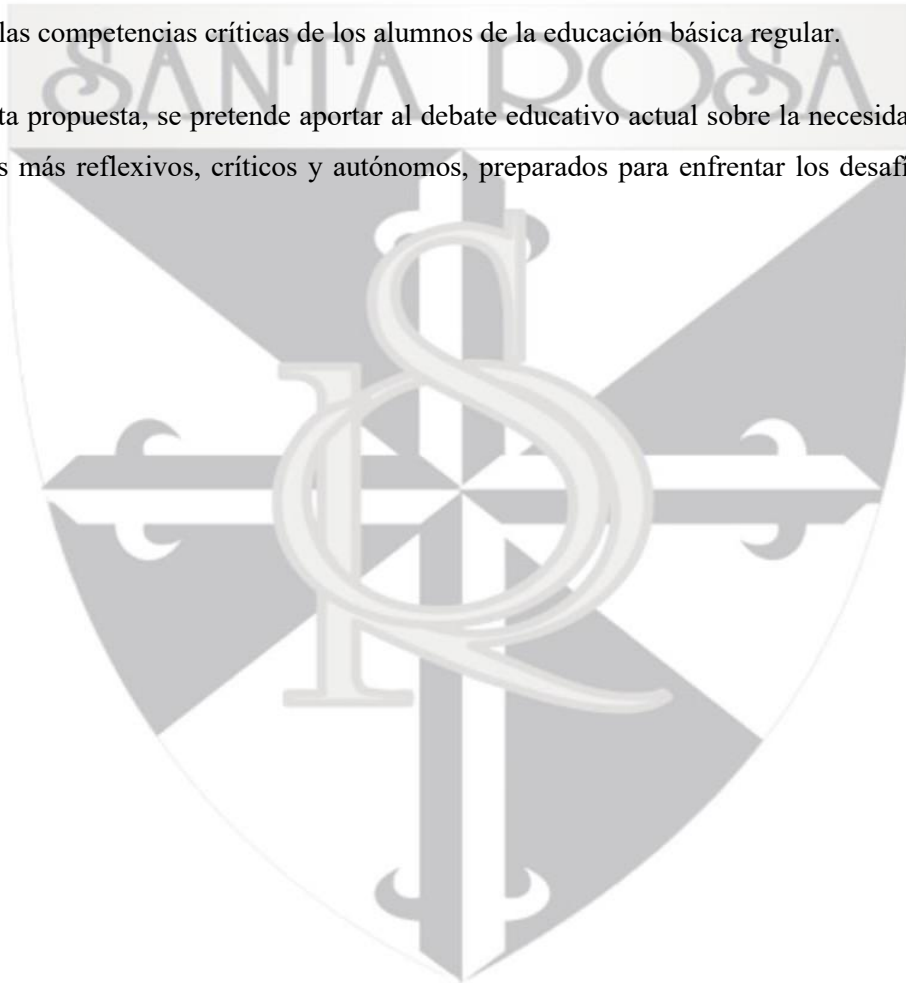 las competencias críticas de los alumnos de la educación básica regular.
SANTA ROSA
ta propuesta, se pretende aportar al debate educativo actual sobre la necesida
s más reflexivos, críticos y autónomos, preparados para enfrentar los desafí